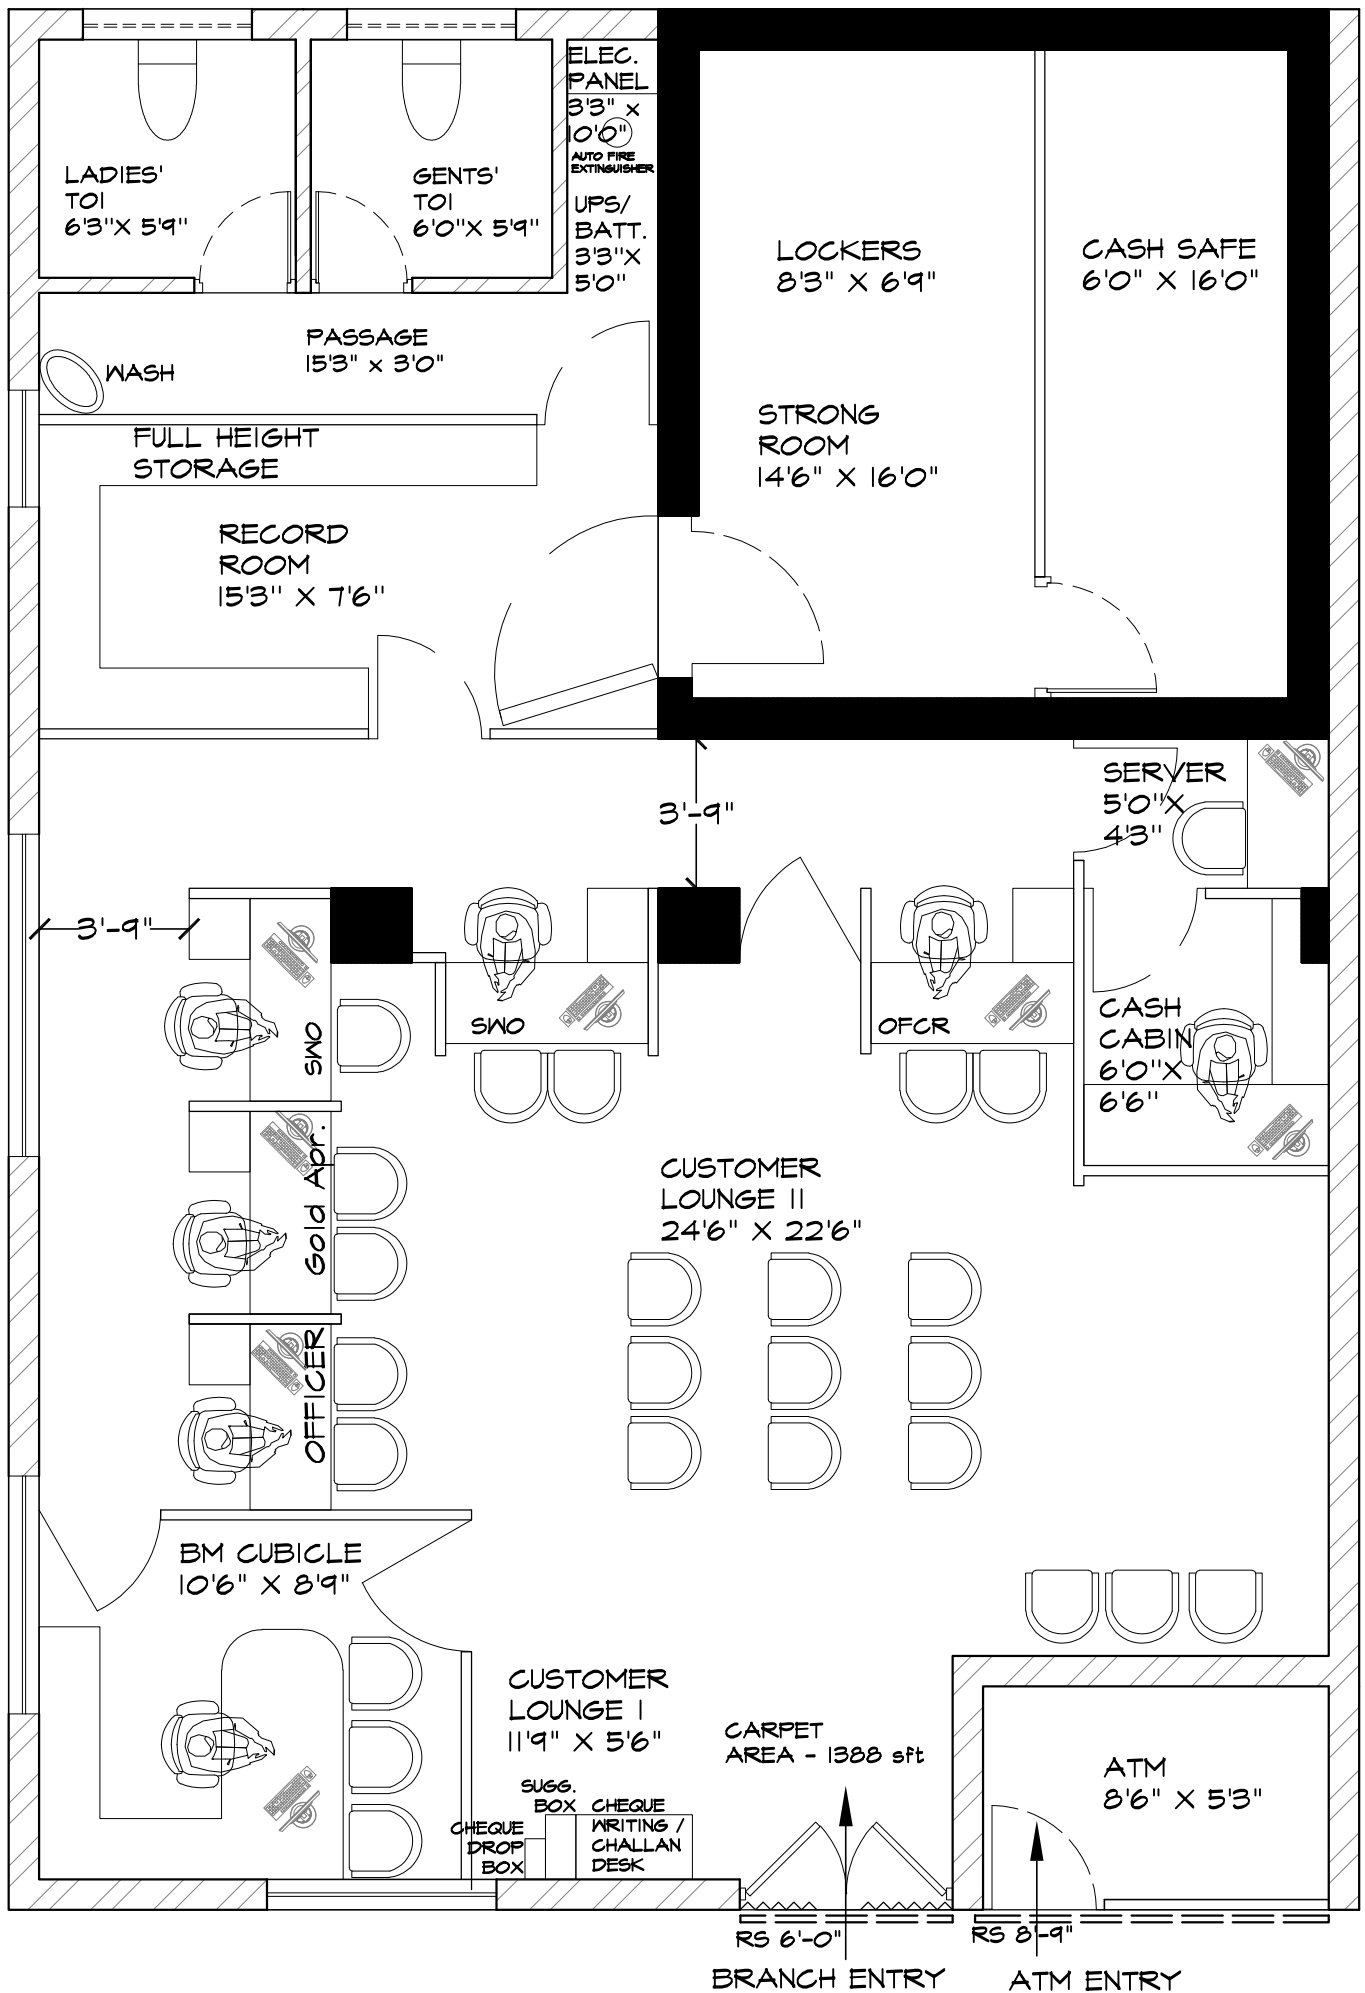 ELEC.
PANEL
3'3" x
10'0"
AUTO FIRE
EXTINGUISHER
LADIES'
TOI
6'3"X 5'9"
GENTS'
TOI
6'0"X 5'9"
UPS/
BATT.
3'3"X
5'0"
LOCKERS
8'3" X 6'9"
CASH SAFE
6'0" X 16'0"
PASSAGE
15'3" x 3'0"
WASH
STRONG
ROOM
14'6" X 16'0"
FULL HEIGHT
STORAGE
RECORD
ROOM
15'3" X 7'6"
SERVER
5'0"X
4'3"
3'-9"
3'-9"
SWO
SWO
OFCR
CASH
CABIN
6'0"X
6'6"
Gold Apr.
CUSTOMER
LOUNGE II
24'6" X 22'6"
OFFICER
BM CUBICLE
10'6" X 8'9"
CUSTOMER
LOUNGE I
11'9" X 5'6"
CARPET
AREA - 1388 sft
ATM
8'6" X 5'3"
SUGG.
BOX
CHEQUE
DROP
BOX
CHEQUE
WRITING /
CHALLAN
DESK
RS 6'-0"
RS 8'-9"
BRANCH ENTRY
ATM ENTRY